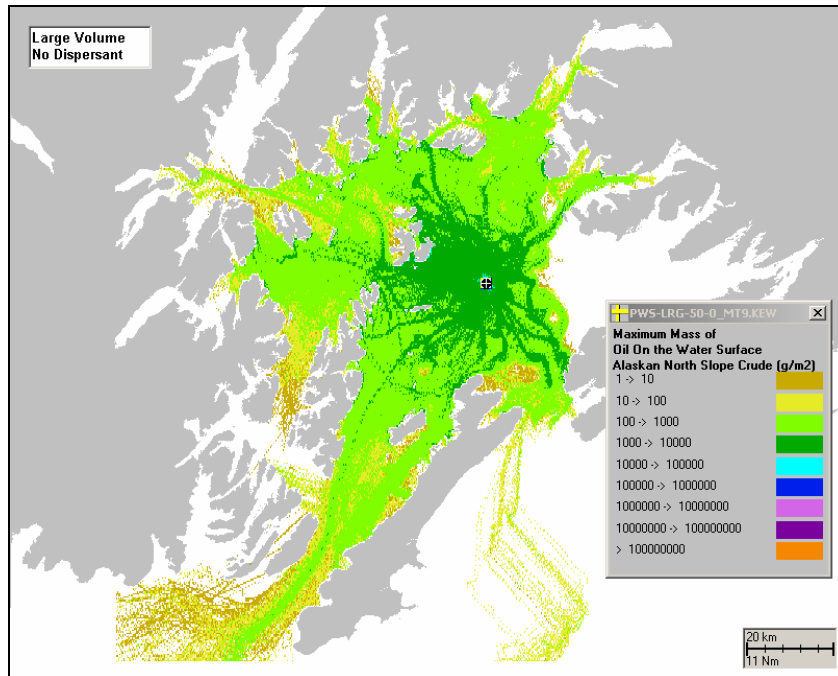 Large Volume
No Dispersant
PWS-LRG-50-0_MT9.KEW
Maximum Mass of
Oil On the Water Surface
Alaskan North Slope Crude (g/m2)
1 -> 10
10 -> 100
100 -> 1000
1000 -> 10000
10000 -> 100000
100000 -> 1000000
1000000 -> 10000000
10000000 -> 100000000
> 100000000
20 km
11 Nm